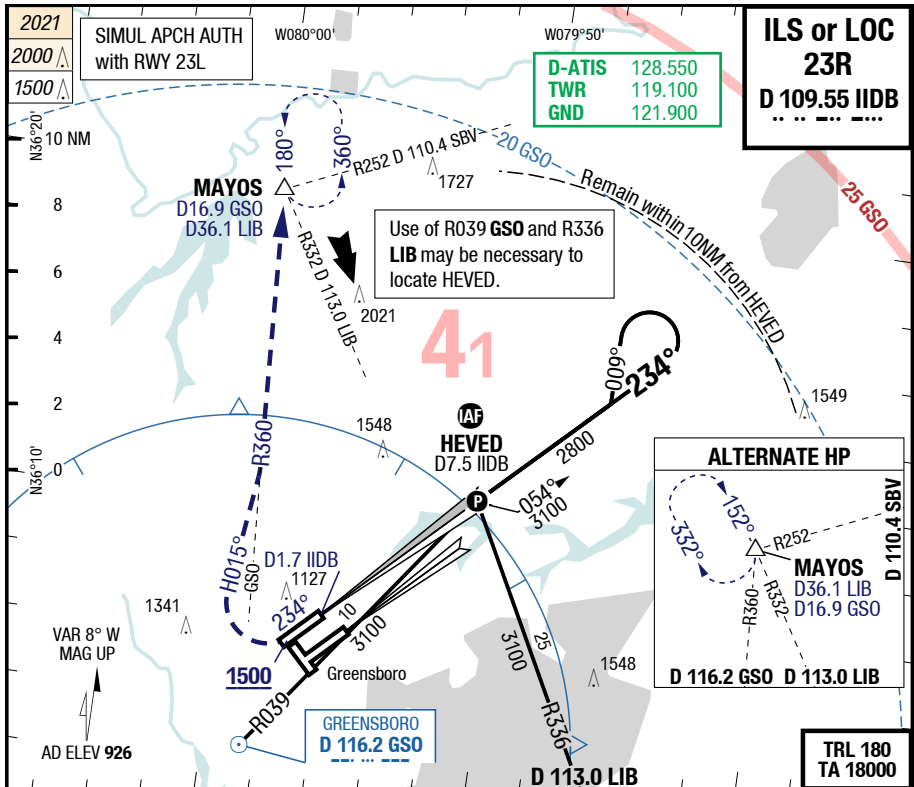 2021
2000
1500
SIMUL APCH AUTH
with RWY 23L
W080°00'
W079°50'
D-ATIS 128.550
TWR 119.100
GND 121.900
ILS or LOC
23R
D 109.55 IIDB
N36°20'
10 NM
8
6
4
2
0
N36°10'
180°
360°
R252 D 110.4 SBV
1727
20 GSO
25 GSO
Remain within 10NM from HEVED
MAYOS
D16.9 GSO
D36.1 LIB
R332 D 113.0 LIB
Use of R039 GSO and R336
LIB may be necessary to
locate HEVED.
2021
41
009°
234°
1549
1548
IAF
HEVED
D7.5 IIDB
2800
P
054°
3100
R360
GSO
H015°
D1.7 IIDB
1127
234°
10
3100
1341
VAR 8° W
MAG UP
AD ELEV 926
1500
Greensboro
R039
GREENSBORO
D 116.2 GSO
3100
25
R336
D 113.0 LIB
1548
ALTERNATE HP
152°
332°
R252
D 110.4 SBV
MAYOS
D36.1 LIB
D16.9 GSO
R360
R332
D 116.2 GSO D 113.0 LIB
TRL 180
TA 18000